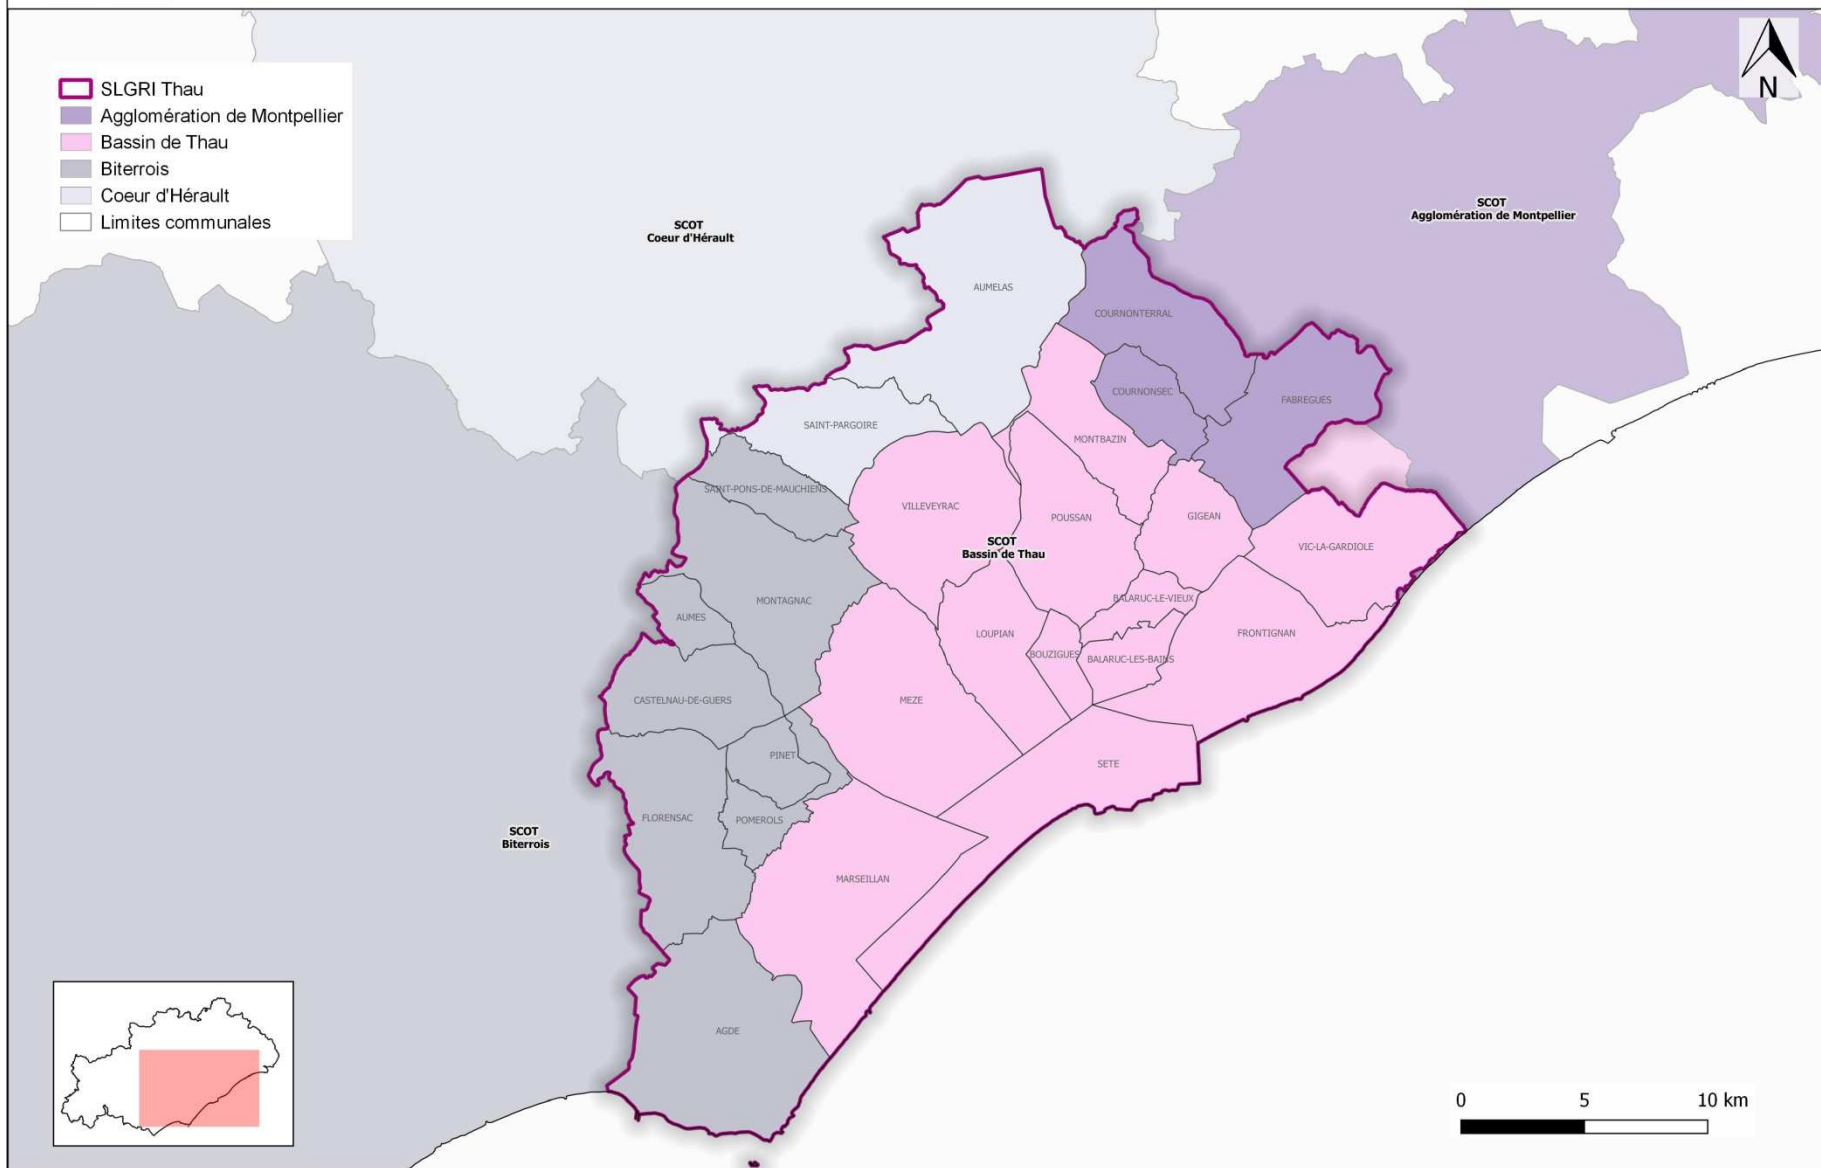 SLGRI Thau
Agglomération de Montpellier
Bassin de Thau
Biterrois
Coeur d'Hérault
Limites communales
N
SCOT
Coeur d'Hérault
SCOT
Agglomération de Montpellier
AUMELAS
COURNONTERRAL
COURNONSEC
FABREGUES
SAINT-PARGOIRE
MONTBAZIN
SAINT-PONS-DE-MAUCHIENS
VILLEVEYRAC
POUSSAN
GIGEAN
SCOT
Bassin de Thau
VIC-LA-GARDIOLE
MONTAGNAC
BALARUC-LE-VIEUX
AUMES
LOUPIAN
FRONTIGNAN
BOUZIGUES
BALARUC-LES-BAINS
CASTELNAU-DE-GUERS
MEZE
PINET
SETE
FLORENSAC
POMEROLS
SCOT
Biterrois
MARSEILLAN
AGDE
0 5 10 km